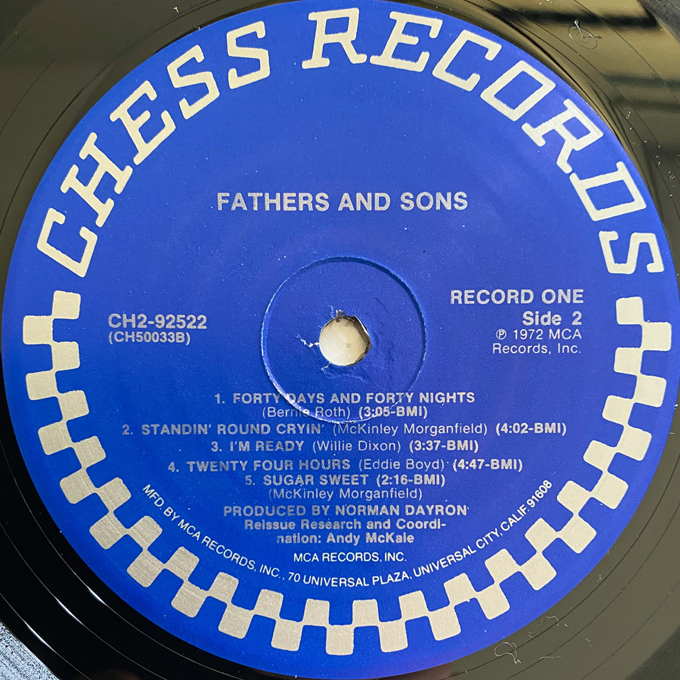 CHESS RECORDS
FATHERS AND SONS
CH2-92522
(CH50033B)
RECORD ONE
Side 2
℗ 1972 MCA
Records, Inc.
1. FORTY DAYS AND FORTY NIGHTS
(Bernie Roth) (3:05-BMI)
2. STANDIN' ROUND CRYIN' (McKinley Morganfield) (4:02-BMI)
3. I'M READY (Willie Dixon) (3:37-BMI)
4. TWENTY FOUR HOURS (Eddie Boyd) (4:47-BMI)
5. SUGAR SWEET (2:16-BMI)
(McKinley Morganfield)
PRODUCED BY NORMAN DAYRON
Reissue Research and Coordi-
nation: Andy McKaie
MCA RECORDS, INC.
MFD BY MCA RECORDS, INC., 70 UNIVERSAL PLAZA, UNIVERSAL CITY, CALIF. 91608